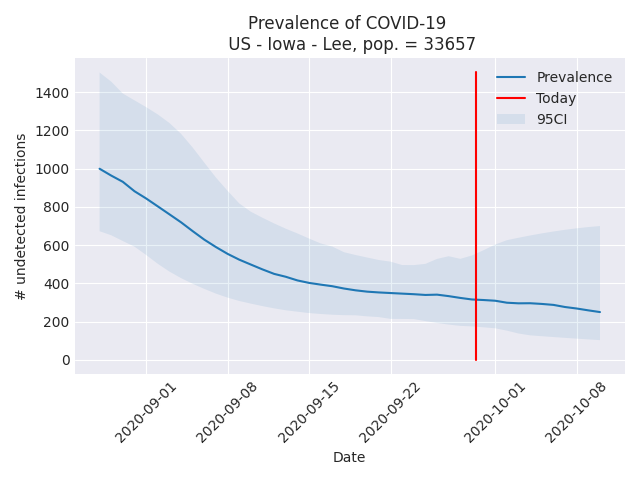 Prevalence of COVID-19
US - Iowa - Lee, pop. = 33657
Prevalence
Today
95CI
# undetected infections
1400
1200
1000
800
600
400
200
0
2020-09-01
2020-09-08
2020-09-15
2020-09-22
2020-10-01
2020-10-08
Date